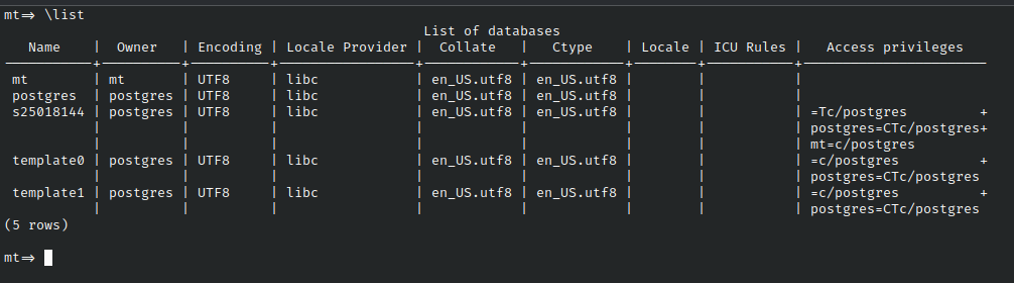 mt=> \list
List of databases
Name | Owner | Encoding | Locale Provider | Collate | Ctype | Locale | ICU Rules | Access privileges
-----------+----------+----------+-----------------+------------+------------+--------+-----------+-----------------------
mt | mt | UTF8 | libc | en_US.utf8 | en_US.utf8 | | |
postgres | postgres | UTF8 | libc | en_US.utf8 | en_US.utf8 | | |
s25018144 | postgres | UTF8 | libc | en_US.utf8 | en_US.utf8 | | | =Tc/postgres +
| | | | | | | | postgres=CTc/postgres+
| | | | | | | | mt=c/postgres
template0 | postgres | UTF8 | libc | en_US.utf8 | en_US.utf8 | | | =c/postgres +
| | | | | | | | postgres=CTc/postgres
template1 | postgres | UTF8 | libc | en_US.utf8 | en_US.utf8 | | | =c/postgres +
| | | | | | | | postgres=CTc/postgres
(5 rows)
mt=>